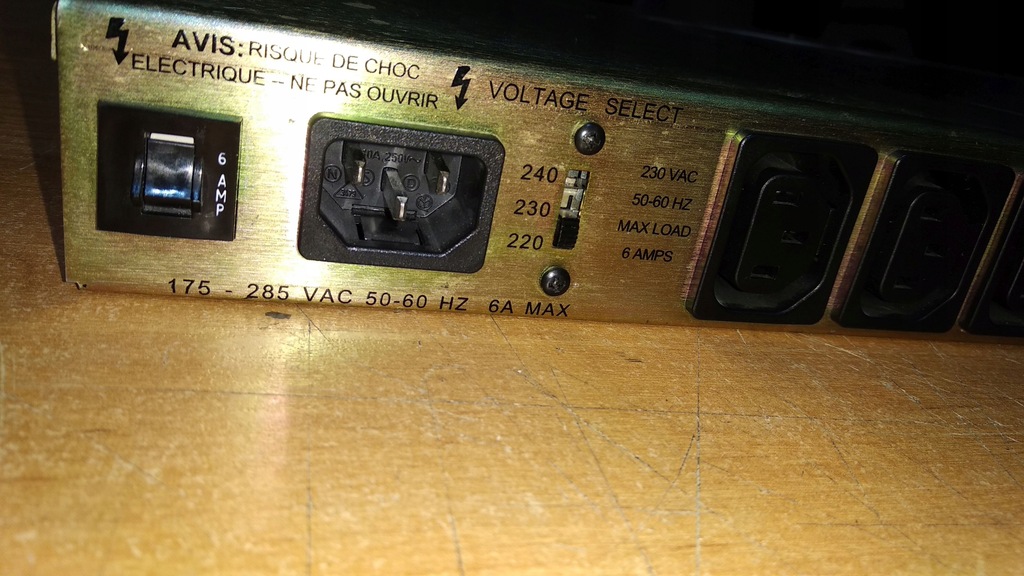 AVIS: RISQUE DE CHOC
ELECTRIQUE – NE PAS OUVRIR
VOLTAGE SELECT
6 AMP
240
230
220
230 VAC
50-60 HZ
MAX LOAD
6 AMPS
175 - 285 VAC 50-60 HZ 6A MAX
N